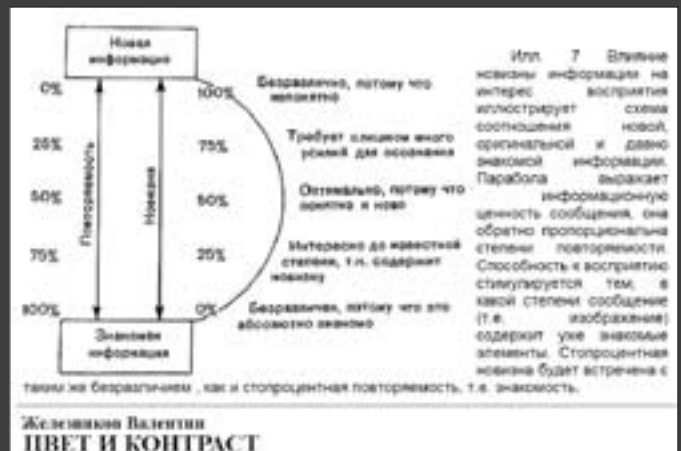 Новая
информация
0%
100%
Безразлично, потому что
непонятно
25%
75%
Требует слишком много
усилий для осознания
50%
50%
Оптимально, потому что
понятно и ново
75%
25%
Интересно до известной
степени, т.к. содержит
новизну
100%
0%
Безразличен, потому что это
абсолютно знакомо
Повторяемость
Новизна
Знакомая
информация
Илл. 7 Влияние
новизны информации на
интерес восприятия
иллюстрирует схема
соотношения новой,
оригинальной и давно
знакомой информации.
Парабола выражает
информационную
ценность сообщения, она
обратно пропорциональна
степени повторяемости.
Способность к восприятию
стимулируется тем, в
какой степени сообщение
(т.е. изображение)
содержит уже знакомые
элементы. Стопроцентная
новизна будет встречена с
таким же безразличием, как и стопроцентная повторяемость, т.е. знакомость.
Железняков Валентин
ЦВЕТ И КОНТРАСТ